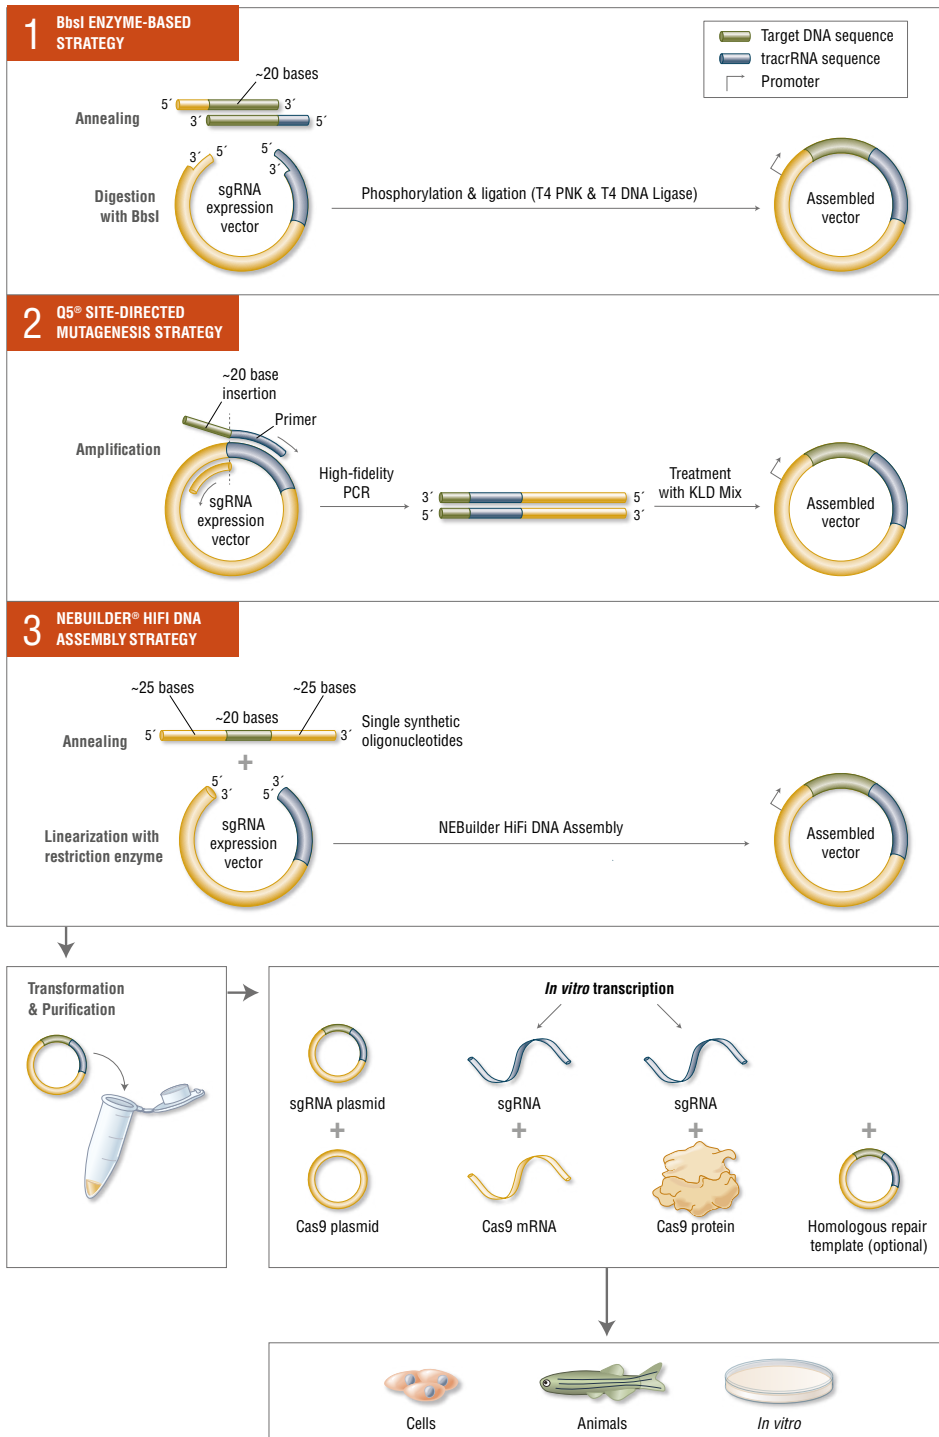 1
BbsI ENZYME-BASED
STRATEGY
Target DNA sequence
tracrRNA sequence
Promoter
~20 bases
5´
3´
Annealing
3´
5´
3´
5´
5´
3´
Digestion
with BbsI
sgRNA
expression
vector
Phosphorylation & ligation (T4 PNK & T4 DNA Ligase)
Assembled
vector
2
Q5® SITE-DIRECTED
MUTAGENESIS STRATEGY
~20 base
insertion
Primer
Amplification
sgRNA
expression
vector
High-fidelity
PCR
3´
5´
5´
3´
Treatment
with KLD Mix
Assembled
vector
3
NEBUILDER® HIFI DNA
ASSEMBLY STRATEGY
~25 bases
~20 bases
~25 bases
Annealing
5´
3´
Single synthetic
oligonucleotides
+
5´
3´
3´
5´
Linearization with
restriction enzyme
sgRNA
expression
vector
NEBuilder HiFi DNA Assembly
Assembled
vector
Transformation
& Purification
In vitro transcription
sgRNA plasmid
sgRNA
sgRNA
+
+
+
+
Cas9 plasmid
Cas9 mRNA
Cas9 protein
Homologous repair
template (optional)
Cells
Animals
In vitro